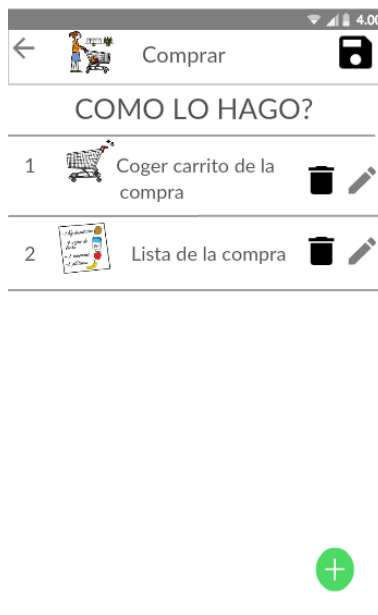 4.00
Comprar
COMO LO HAGO?
1
Coger carrito de la
compra
2
Lista de la compra